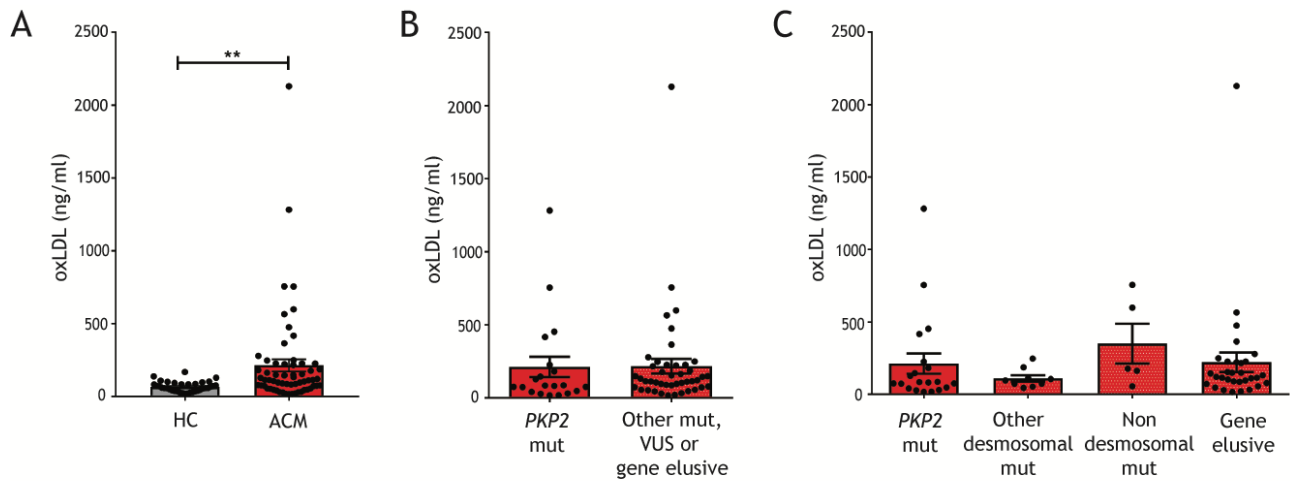 A
oxLDL (ng/ml)
2500
2000
1500
1000
500
0
**
HC
ACM
B
oxLDL (ng/ml)
2500
2000
1500
1000
500
0
PKP2
mut
Other mut,
VUS or
gene elusive
C
oxLDL (ng/ml)
2500
2000
1500
1000
500
0
PKP2
mut
Other
desmosomal
mut
Non
desmosomal
mut
Gene
elusive